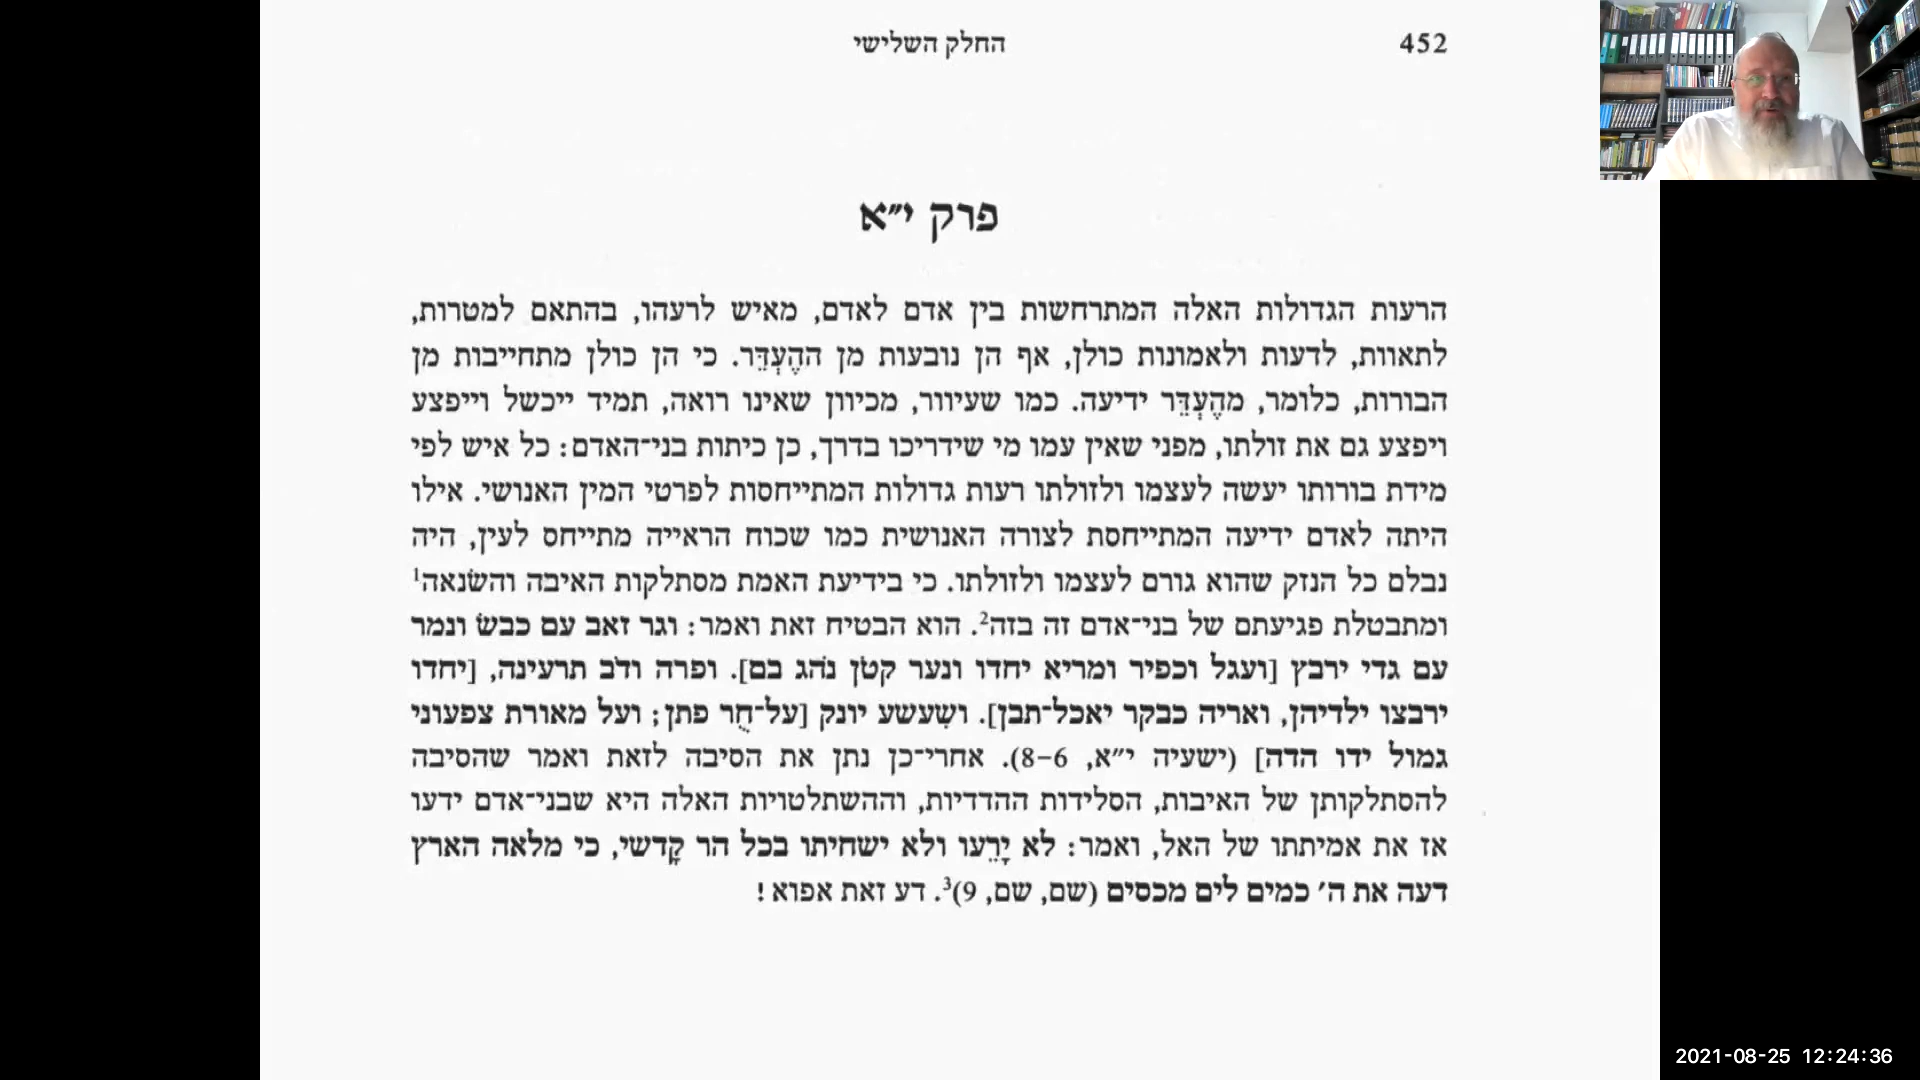 452
החלק השלישי
פרק י״א
הרעות הגדולות האלה המתרחשות בין אדם לאדם, מאיש לרעהו, בהתאם למטרות,
לתאוות, לדעות ולאמונות כולן, אף הן נובעות מן ההֶעְדֵּר. כי הן כולן מתחייבות מן
הבורות, כלומר, מהֶעְדֵּר ידיעה. כמו שעיוור, מכיוון שאינו רואה, תמיד ייכשל וייפצע
ויפצע גם את זולתו, מפני שאין עמו מי שידריכו בדרך, כן כיתות בני־האדם: כל איש לפי
מידת בורותו יעשה לעצמו ולזולתו רעות גדולות המתייחסות לפרטי המין האנושי. אילו
היתה לאדם ידיעה המתייחסת לצורה האנושית כמו שכוח הראייה מתייחס לעין, היה
נבלם כל הנזק שהוא גורם לעצמו ולזולתו. כי בידיעת האמת מסתלקות האיבה והשׂנאה¹
ומתבטלת פגיעתם של בני־אדם זה בזה². הוא הבטיח זאת ואמר: וגר זאב עם כבשׂ ונמר
עם גדי ירבץ [ועגל וכפיר ומריא יחדו ונער קטֹן נֹהג בם]. ופרה ודֹב תרעינה, [יחדו
ירבצו ילדיהן, ואריה כבקר יאכל־תבן]. ושִעשע יונק [על־חֻר פתן; ועל מאורת צפעוני
גמול ידו הדה] (ישעיה י״א, 6–8). אחרי־כן נתן את הסיבה לזאת ואמר שהסיבה
להסתלקותן של האיבות, הסלידות ההדדיות, וההשתלטויות האלה היא שבני־אדם ידעו
אז את אמיתתו של האל, ואמר: לא יָרֵעו ולא ישחיתו בכל הר קָדשי, כי מלאה הארץ
דעה את ה׳ כמים לים מכסים (שם, שם, 9)³. דע זאת אפוא!
2021-08-25 12:24:36